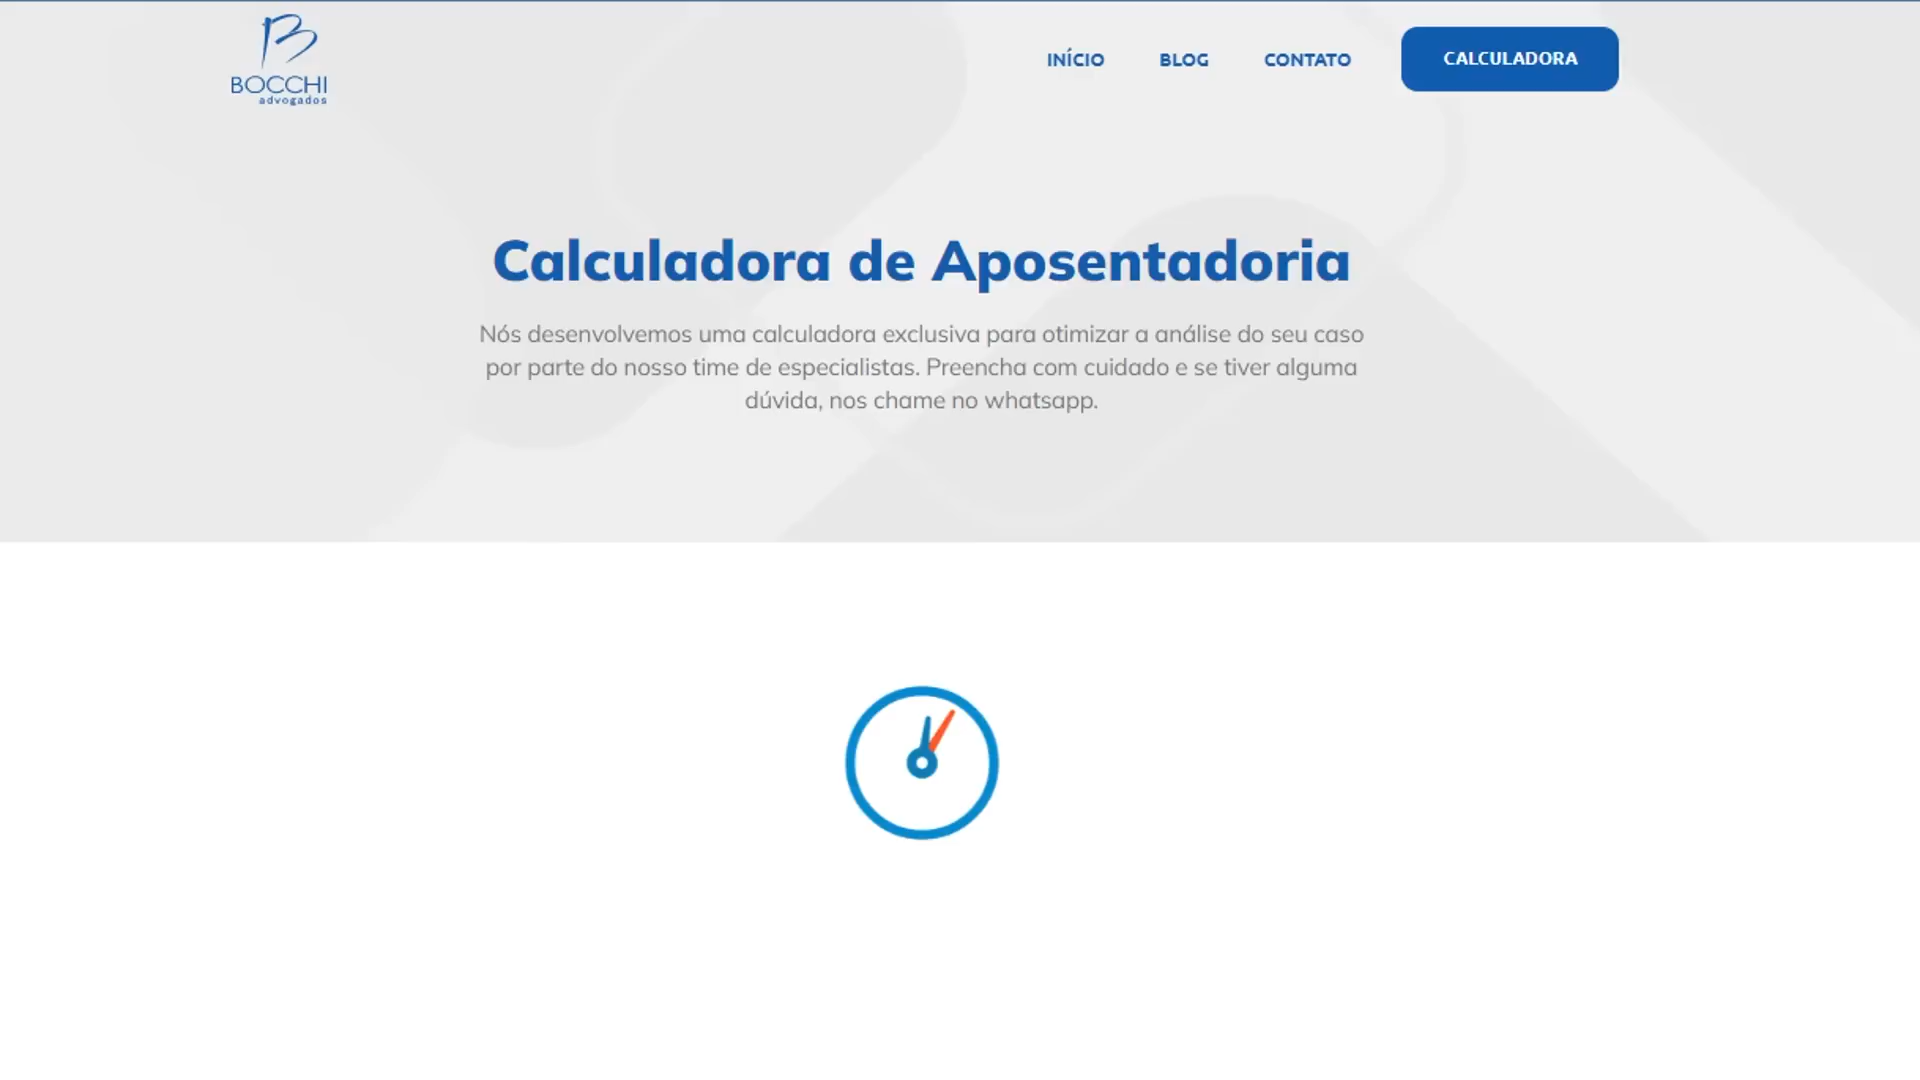 BOCCHI
advogados
INÍCIO
BLOG
CONTATO
CALCULADORA
Calculadora de Aposentadoria
Nós desenvolvemos uma calculadora exclusiva para otimizar a análise do seu caso
por parte do nosso time de especialistas. Preencha com cuidado e se tiver alguma
dúvida, nos chame no whatsapp.